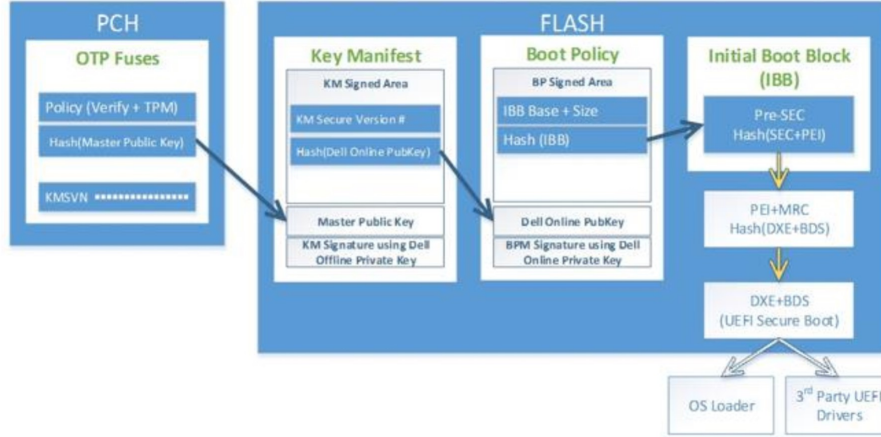 PCH
OTP Fuses
Policy (Verify + TPM)
Hash(Master Public Key)
KMSVN
FLASH
Key Manifest
KM Signed Area
KM Secure Version #
Hash(Dell Online PubKey)
Master Public Key
KM Signature using Dell
Offline Private Key
Boot Policy
BP Signed Area
IBB Base + Size
Hash (IBB)
Dell Online PubKey
BPM Signature using Dell
Online Private Key
Initial Boot Block
(IBB)
Pre-SEC
Hash(SEC+PEI)
PEI+MRC
Hash(DXE+BDS)
DXE+BDS
(UEFI Secure Boot)
OS Loader
3rd Party UEFI
Drivers